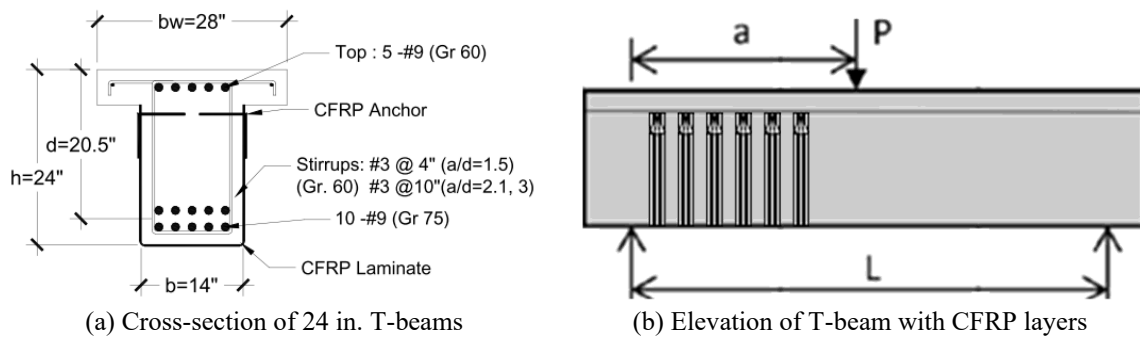 bw=28"
Top : 5 -#9 (Gr 60)
CFRP Anchor
d=20.5"
h=24"
Stirrups: #3 @ 4" (a/d=1.5)
(Gr. 60) #3 @10"(a/d=2.1, 3)
10 -#9 (Gr 75)
CFRP Laminate
b=14"
(a) Cross-section of 24 in. T-beams
a
P
L
(b) Elevation of T-beam with CFRP layers